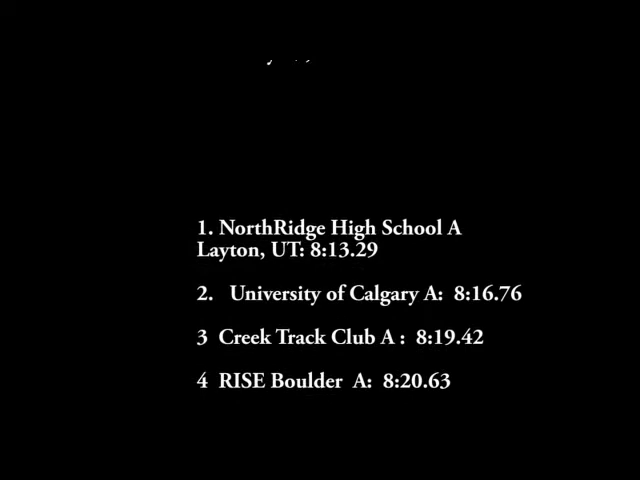 1. NorthRidge High School A
Layton, UT: 8:13.29
2. University of Calgary A: 8:16.76
3 Creek Track Club A : 8:19.42
4 RISE Boulder A: 8:20.63